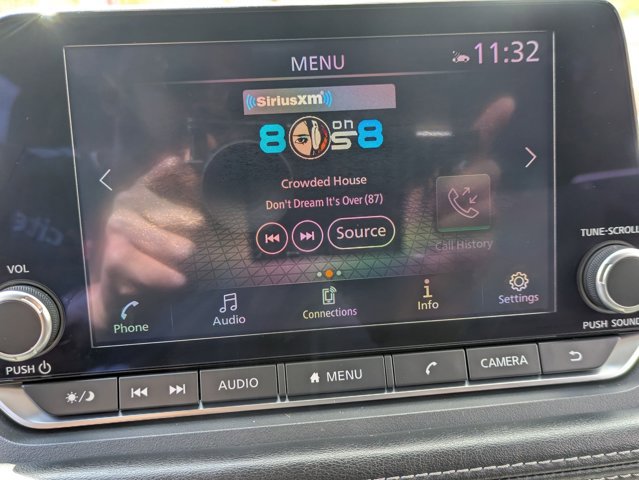 MENU
11:32
((SiriusXM))
80s on 8
Crowded House
Don't Dream It's Over (87)
Source
Call History
Phone
Audio
Connections
Info
Settings
VOL
PUSH
TUNE-SCROLL
PUSH SOUND
AUDIO
MENU
CAMERA